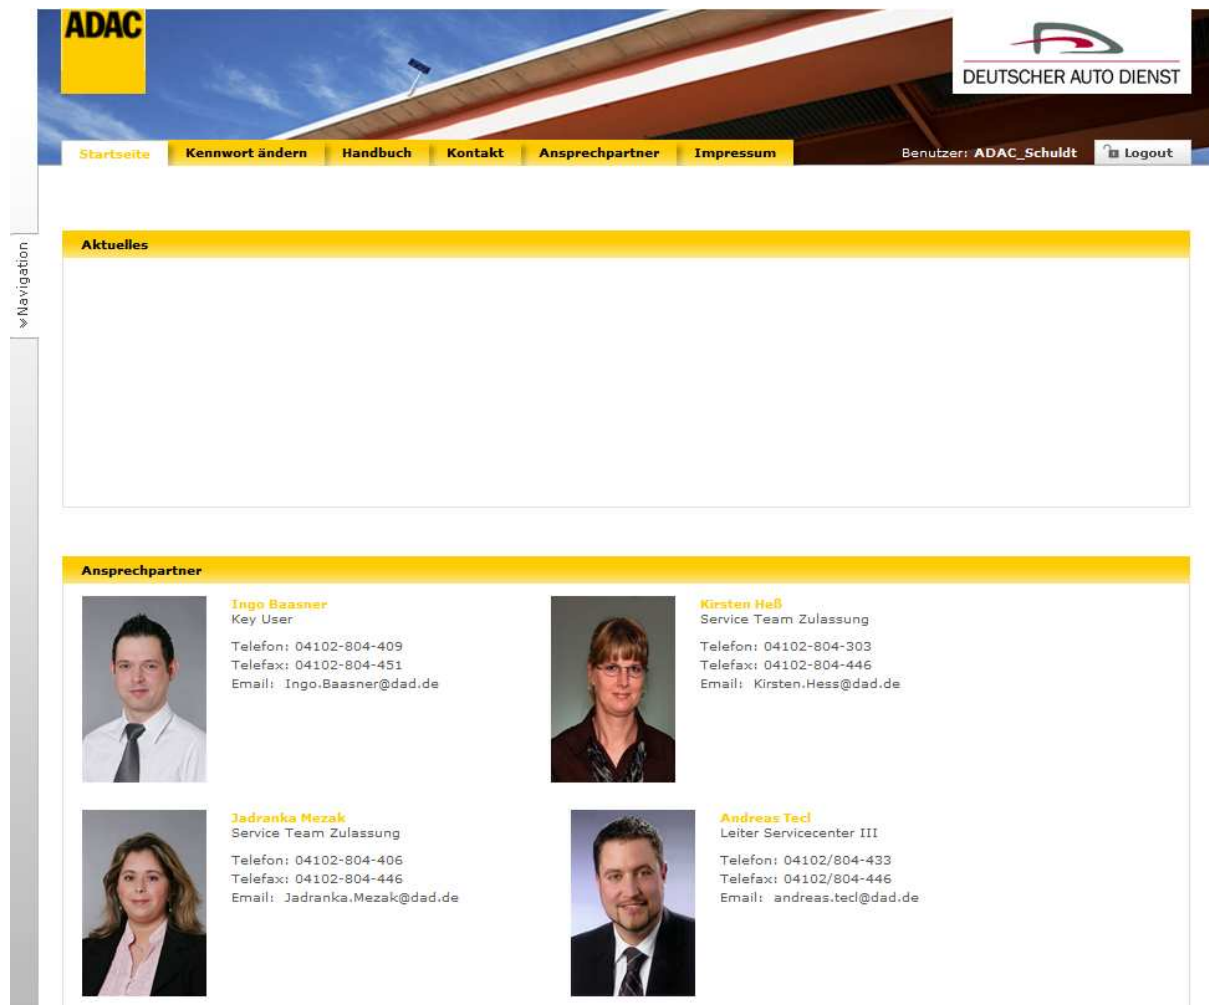 ADAC
DEUTSCHER AUTO DIENST
Startseite Kennwort ändern Handbuch Kontakt Ansprechpartner Impressum Benutzer: ADAC_Schuldt Logout
Navigation
Aktuelles
Ansprechpartner
Ingo Baasner
Key User
Telefon: 04102-804-409
Telefax: 04102-804-451
Email: Ingo.Baasner@dad.de
Kirsten Heß
Service Team Zulassung
Telefon: 04102-804-303
Telefax: 04102-804-446
Email: Kirsten.Hess@dad.de
Jadranka Mezak
Service Team Zulassung
Telefon: 04102-804-406
Telefax: 04102-804-446
Email: Jadranka.Mezak@dad.de
Andreas Tecl
Leiter Servicecenter III
Telefon: 04102/804-433
Telefax: 04102/804-446
Email: andreas.tecl@dad.de